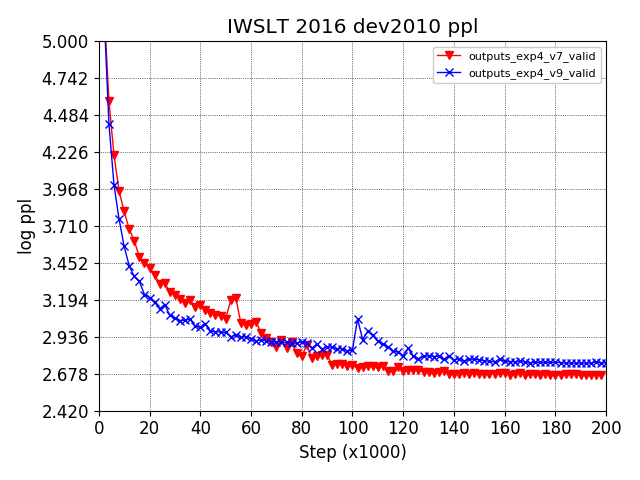 IWSLT 2016 dev2010 ppl
outputs_exp4_v7_valid
outputs_exp4_v9_valid
log ppl
5.000
4.742
4.484
4.226
3.968
3.710
3.452
3.194
2.936
2.678
2.420
0 20 40 60 80 100 120 140 160 180 200
Step (x1000)